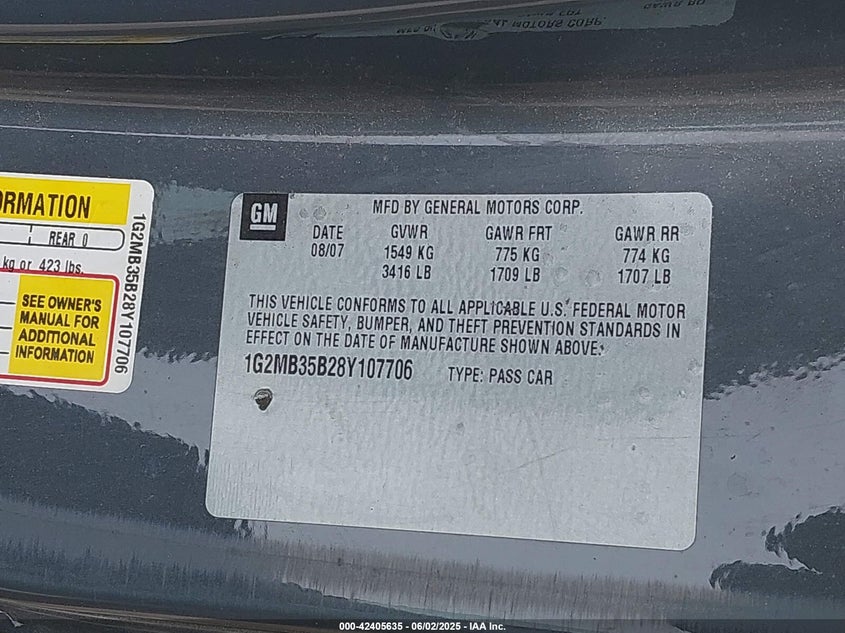 GM
MFD BY GENERAL MOTORS CORP.
DATE GVWR GAWR FRT GAWR RR
08/07 1549 KG 775 KG 774 KG
3416 LB 1709 LB 1707 LB
THIS VEHICLE CONFORMS TO ALL APPLICABLE U.S. FEDERAL MOTOR
VEHICLE SAFETY, BUMPER, AND THEFT PREVENTION STANDARDS IN
EFFECT ON THE DATE OF MANUFACTURE SHOWN ABOVE.
1G2MB35B28Y107706 TYPE: PASS CAR
ORMATION
REAR 0
kg or 423 lbs.
SEE OWNER'S
MANUAL FOR
ADDITIONAL
INFORMATION
1G2MB35B28Y107706
000-42405635 - 06/02/2025 - IAA Inc.